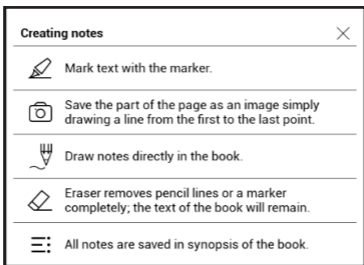 Creating notes
Mark text with the marker.
Save the part of the page as an image simply
drawing a line from the first to the last point.
Draw notes directly in the book.
Eraser removes pencil lines or a marker
completely; the text of the book will remain.
All notes are saved in synopsis of the book.